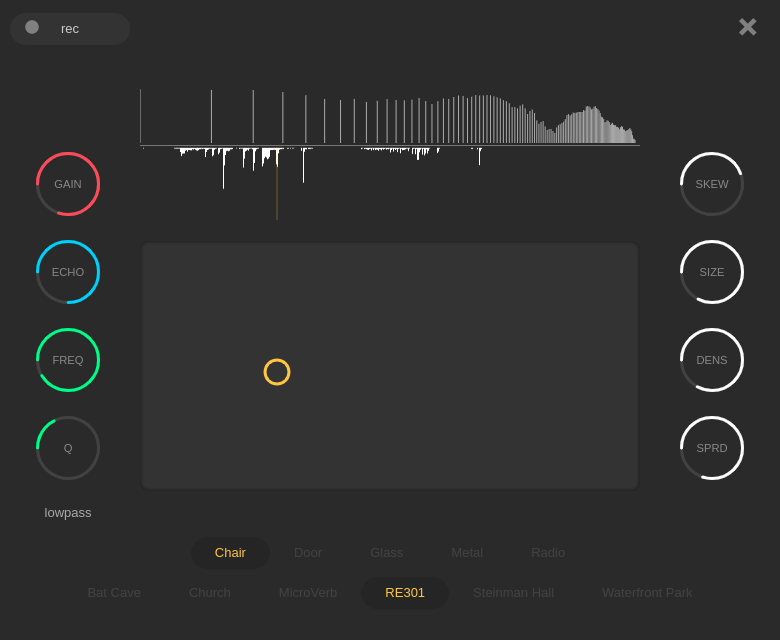 rec
GAIN
SKEW
ECHO
SIZE
FREQ
DENS
Q
SPRD
lowpass
Chair Door Glass Metal Radio
Bat Cave Church MicroVerb RE301 Steinman Hall Waterfront Park